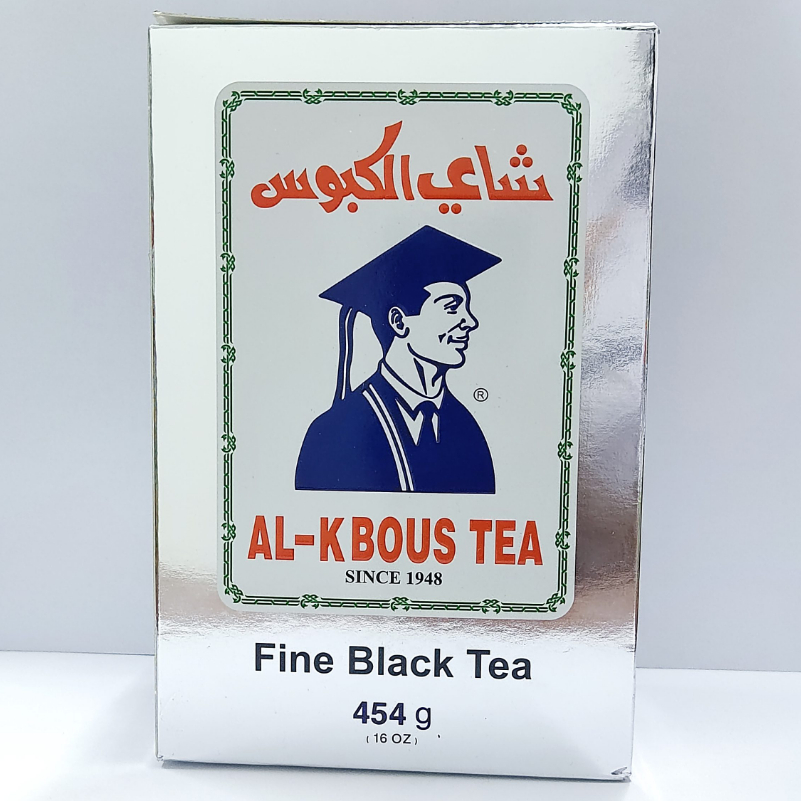 شاي الكبوس
®
AL-KBOUS TEA
SINCE 1948
Fine Black Tea
454 g
( 16 OZ )